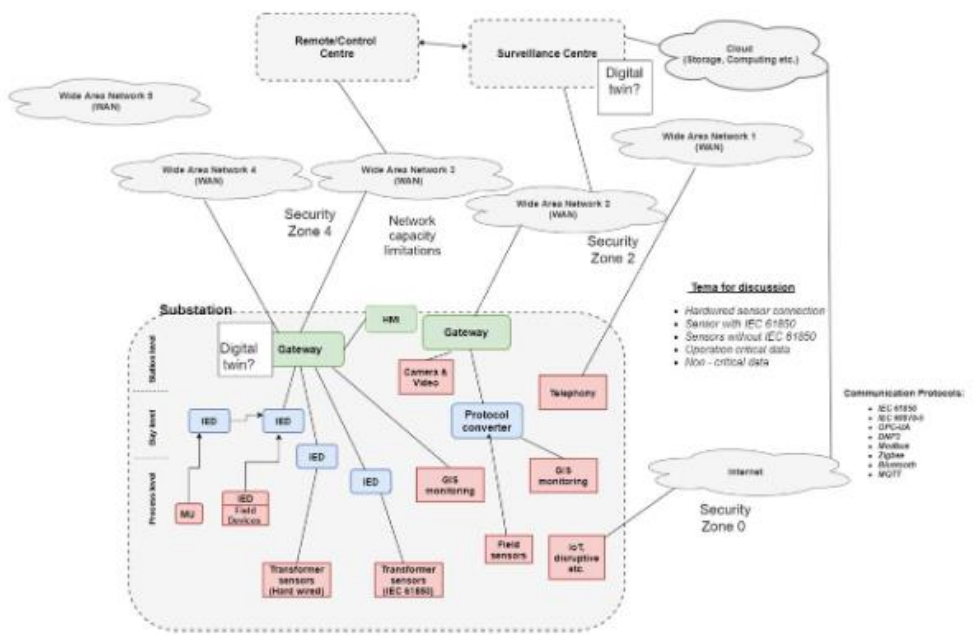 Remote/Control
Centre
Surveillance Centre
Cloud
(Storage, Computing etc.)
Digital
twin?
Wide Area Network 5
(WAN)
Wide Area Network 1
(WAN)
Wide Area Network 4
(WAN)
Wide Area Network 3
(WAN)
Wide Area Network 2
(WAN)
Security
Zone 4
Network
capacity
limitations
Security
Zone 2
Tema for discussion
• Hardwired sensor connection
• Sensor with IEC 61850
• Sensors without IEC 61850
• Operation critical data
• Non - critical data
Substation
HMI
Digital
twin?
Gateway
Gateway
Station level
Camera &
Video
Telephony
Communication Protocols:
• IEC 61850
• OPC-UA
• DNP3
• Modbus
• Zigbee
• Bluetooth
• MQTT
Bay level
IED
IED
Protocol
converter
IED
Process level
IED
GIS
monitoring
GIS
monitoring
Internet
MU
IED
Field
Devices
Security
Zone 0
Field
sensors
IoT,
disruptive
etc.
Transformer
sensors
(Hard wired)
Transformer
sensors
(IEC 61850)